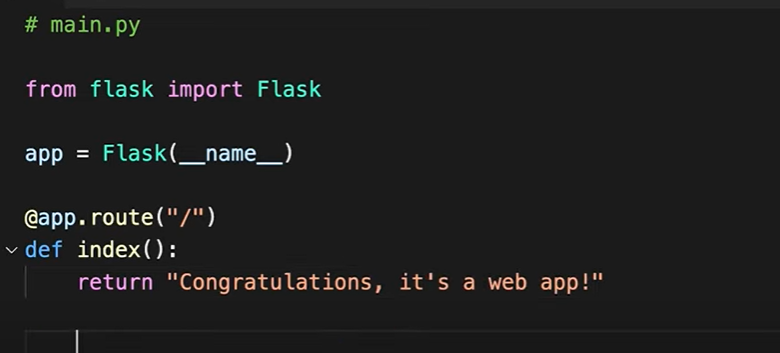 # main.py
from flask import Flask
app = Flask(__name__)
@app.route("/")
def index():
return "Congratulations, it's a web app!"